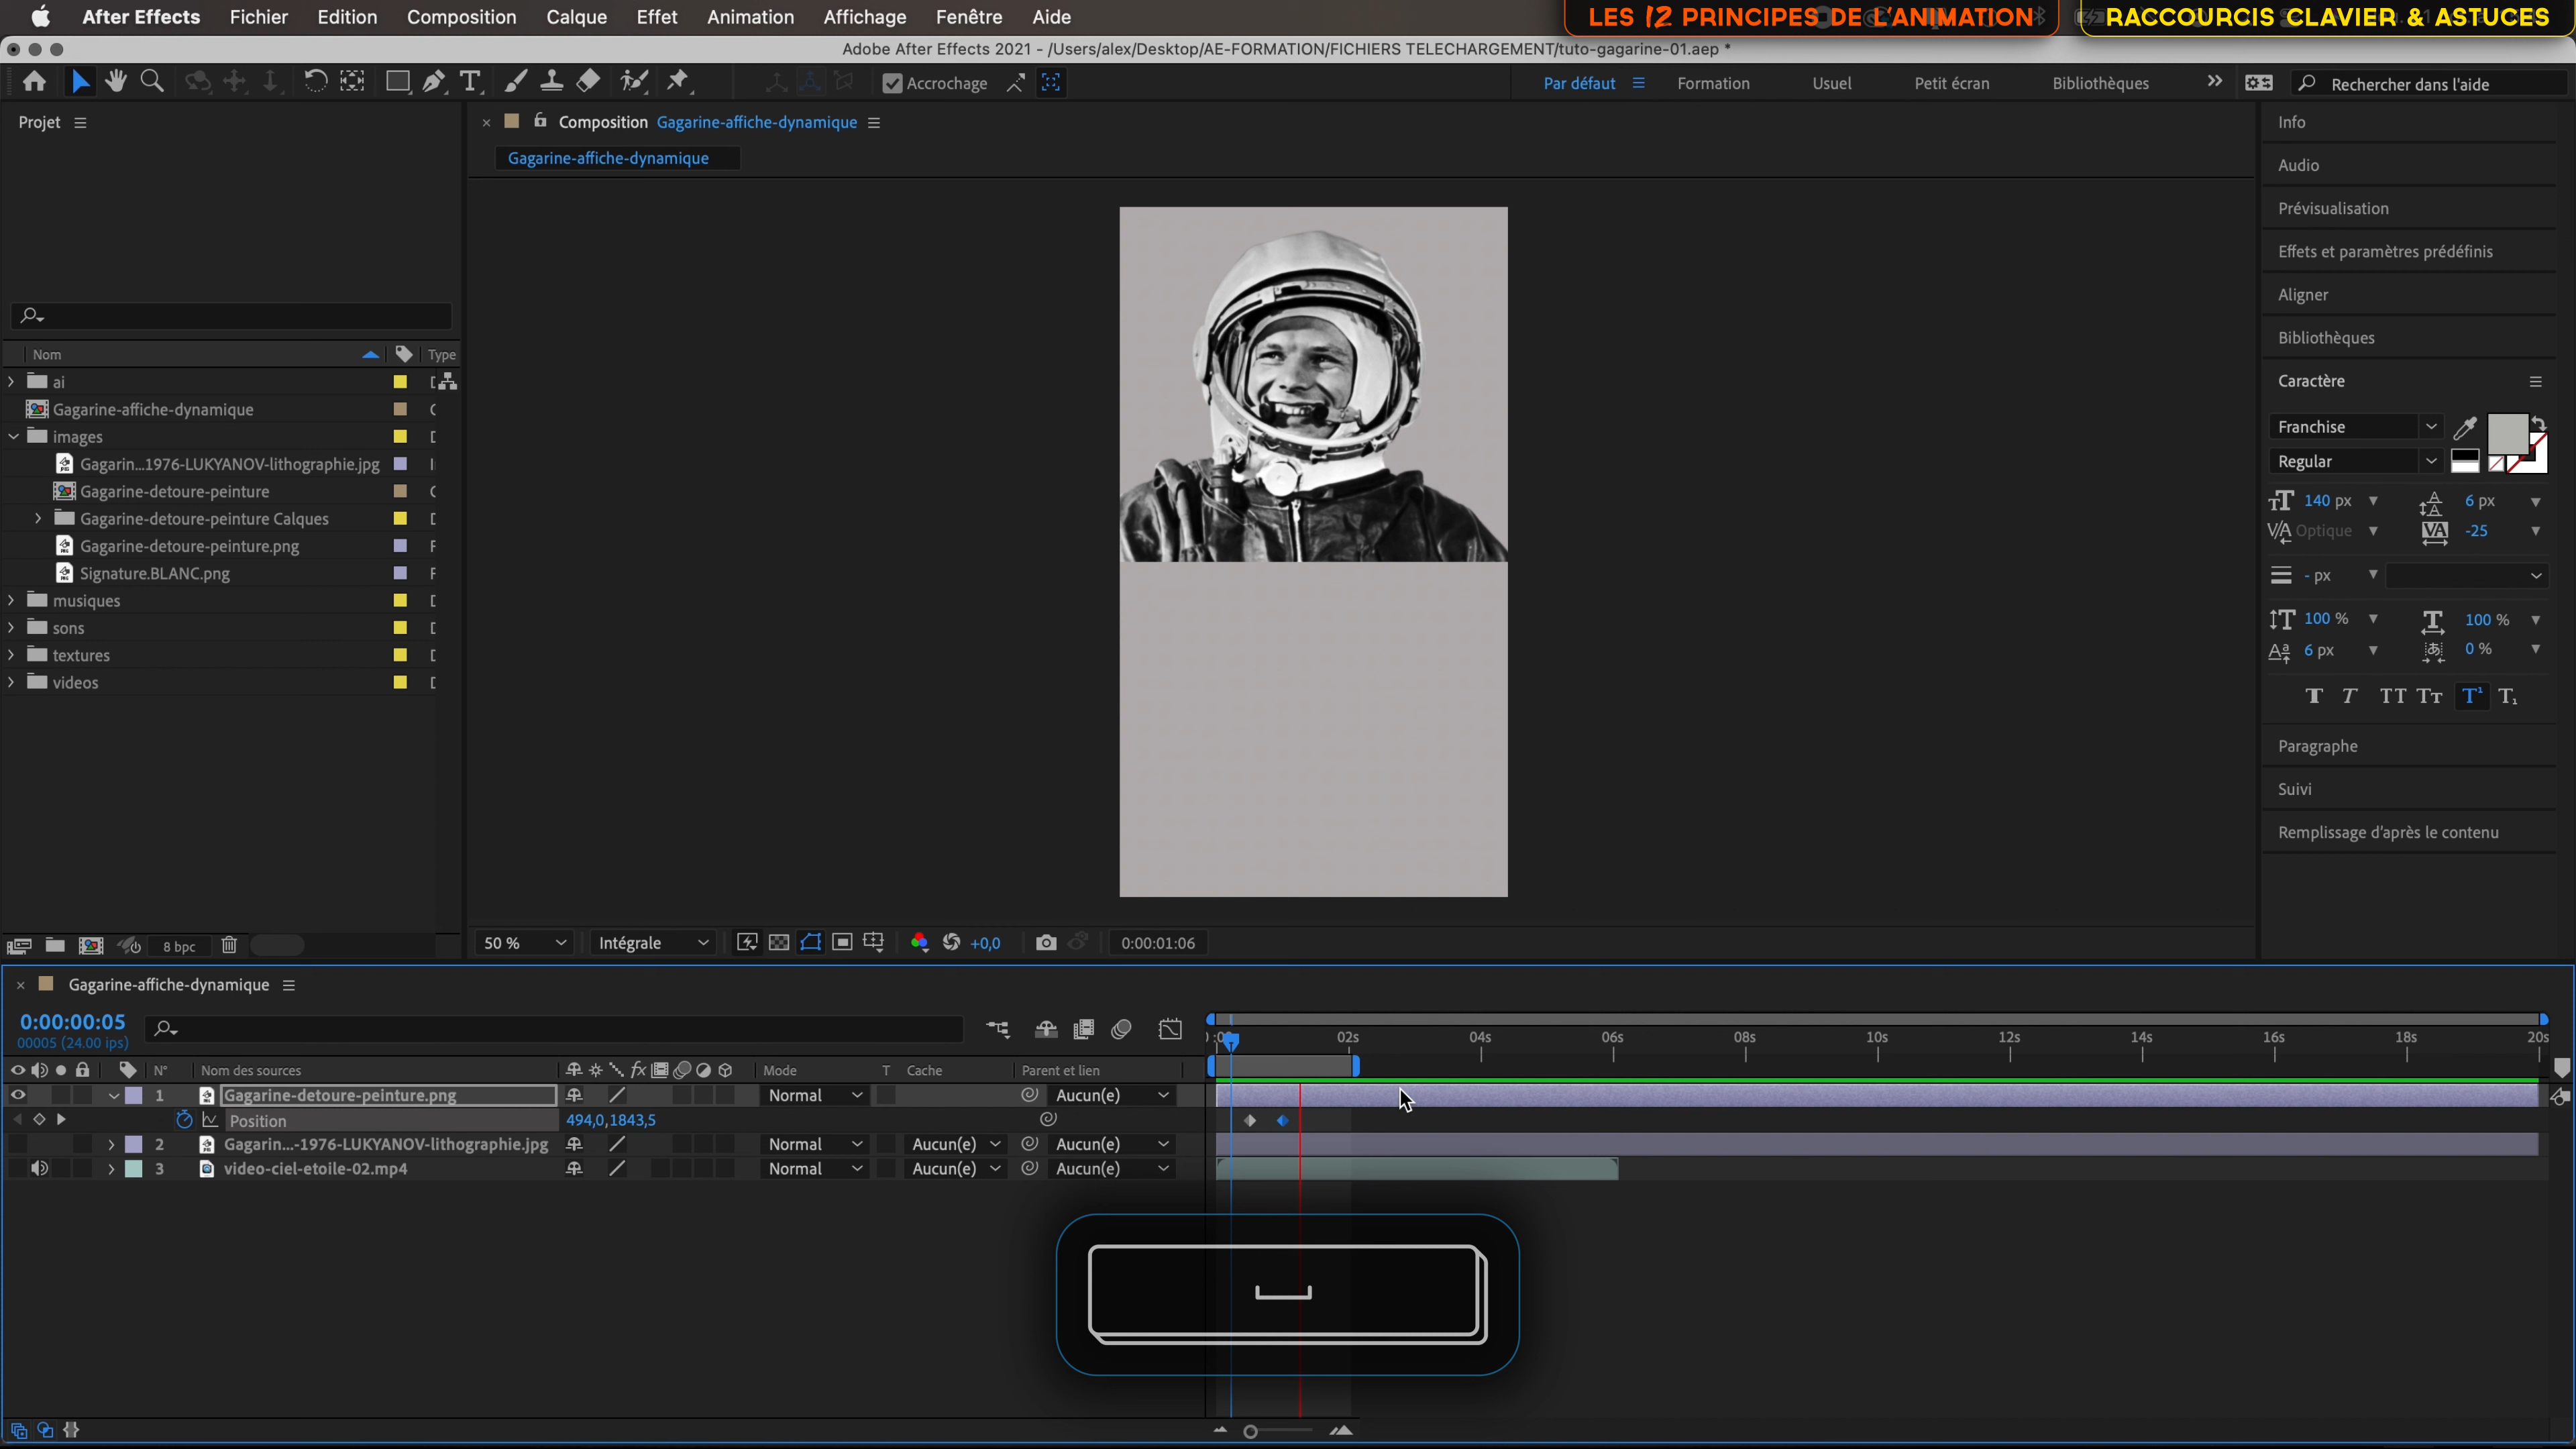 After Effects Fichier Edition Composition Calque Effet Animation Affichage Fenêtre Aide
LES 12 PRINCIPES DE L'ANIMATION
RACCOURCIS CLAVIER & ASTUCES
Adobe After Effects 2021 - /Users/alex/Desktop/AE-FORMATION/FICHIERS TELECHARGEMENT/tuto-gagarine-01.aep *
Accrochage
Par défaut Formation Usuel Petit écran Bibliothèques
Rechercher dans l'aide
Projet
Nom Type
ai
Gagarine-affiche-dynamique
images
Gagarin...1976-LUKYANOV-lithographie.jpg
Gagarine-detoure-peinture
Gagarine-detoure-peinture Calques
Gagarine-detoure-peinture.png
Signature.BLANC.png
musiques
sons
textures
videos
8 bpc
Composition Gagarine-affiche-dynamique
Gagarine-affiche-dynamique
50 % Intégrale +0,0 0:00:01:06
Info
Audio
Prévisualisation
Effets et paramètres prédéfinis
Aligner
Bibliothèques
Caractère
Franchise
Regular
140 px 6 px
Optique -25
- px
100 % 100 %
6 px 0 %
Paragraphe
Suivi
Remplissage d'après le contenu
Gagarine-affiche-dynamique
0:00:00:05
00005 (24.00 ips)
02s 04s 06s 08s 10s 12s 14s 16s 18s 20s
N° Nom des sources Mode T Cache Parent et lien
1 Gagarine-detoure-peinture.png Normal Aucun(e)
Position 494,0,1843,5
2 Gagarin...-1976-LUKYANOV-lithographie.jpg Normal Aucun(e) Aucun(e)
3 video-ciel-etoile-02.mp4 Normal Aucun(e) Aucun(e)